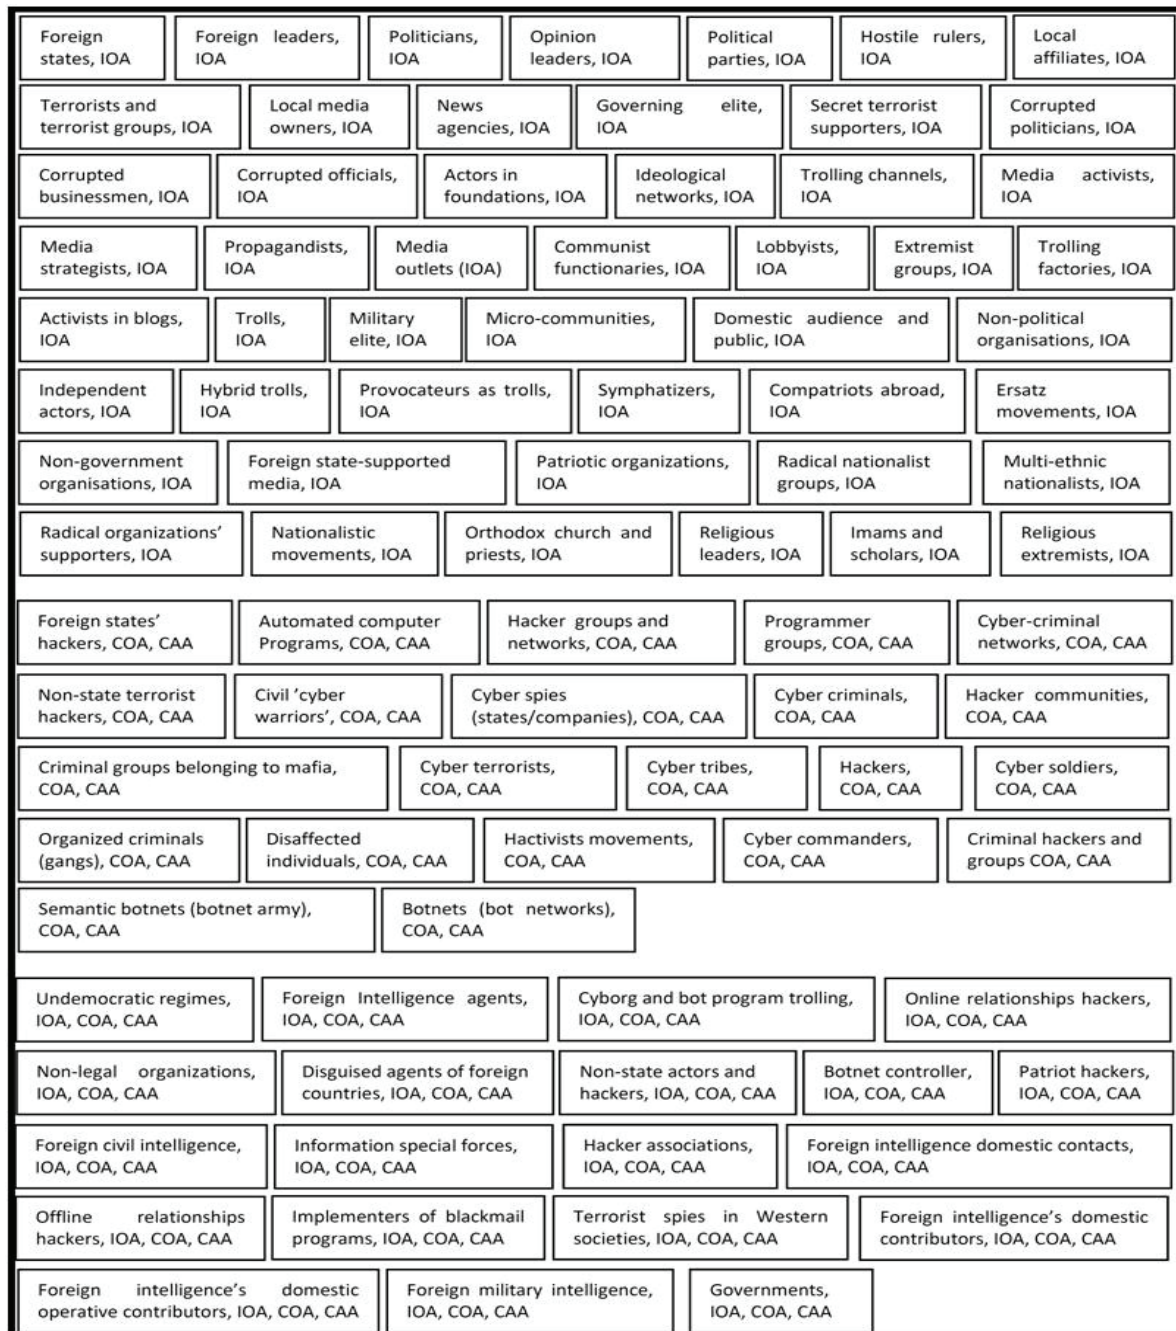 Foreign
states, IOA
Foreign leaders,
IOA
Politicians,
IOA
Opinion
leaders, IOA
Political
parties, IOA
Hostile rulers,
IOA
Local
affiliates, IOA
Terrorists and
terrorist groups, IOA
Local media
owners, IOA
News
agencies, IOA
Governing elite,
IOA
Secret terrorist
supporters, IOA
Corrupted
politicians, IOA
Corrupted
businessmen, IOA
Corrupted officials,
IOA
Actors in
foundations, IOA
Ideological
networks, IOA
Trolling channels,
IOA
Media activists,
IOA
Media
strategists, IOA
Propagandists,
IOA
Media
outlets (IOA)
Communist
functionaries, IOA
Lobbyists,
IOA
Extremist
groups, IOA
Trolling
factories, IOA
Activists in blogs,
IOA
Trolls,
IOA
Military
elite, IOA
Micro-communities,
IOA
Domestic audience and
public, IOA
Non-political
organisations, IOA
Independent
actors, IOA
Hybrid trolls,
IOA
Provocateurs as trolls,
IOA
Symphatizers,
IOA
Compatriots abroad,
IOA
Ersatz
movements, IOA
Non-government
organisations, IOA
Foreign state-supported
media, IOA
Patriotic organizations,
IOA
Radical nationalist
groups, IOA
Multi-ethnic
nationalists, IOA
Radical organizations'
supporters, IOA
Nationalistic
movements, IOA
Orthodox church and
priests, IOA
Religious
leaders, IOA
Imams and
scholars, IOA
Religious
extremists, IOA
Foreign states'
hackers, COA, CAA
Automated computer
Programs, COA, CAA
Hacker groups and
networks, COA, CAA
Programmer
groups, COA, CAA
Cyber-criminal
networks, COA, CAA
Non-state terrorist
hackers, COA, CAA
Civil 'cyber
warriors', COA, CAA
Cyber spies
(states/companies), COA, CAA
Cyber criminals,
COA, CAA
Hacker communities,
COA, CAA
Criminal groups belonging to mafia,
COA, CAA
Cyber terrorists,
COA, CAA
Cyber tribes,
COA, CAA
Hackers,
COA, CAA
Cyber soldiers,
COA, CAA
Organized criminals
(gangs), COA, CAA
Disaffected
individuals, COA, CAA
Hactivists movements,
COA, CAA
Cyber commanders,
COA, CAA
Criminal hackers and
groups COA, CAA
Semantic botnets (botnet army),
COA, CAA
Botnets (bot networks),
COA, CAA
Undemocratic regimes,
IOA, COA, CAA
Foreign Intelligence agents,
IOA, COA, CAA
Cyborg and bot program trolling,
IOA, COA, CAA
Online relationships hackers,
IOA, COA, CAA
Non-legal organizations,
IOA, COA, CAA
Disguised agents of foreign
countries, IOA, COA, CAA
Non-state actors and
hackers, IOA, COA, CAA
Botnet controller,
IOA, COA, CAA
Patriot hackers,
IOA, COA, CAA
Foreign civil intelligence,
IOA, COA, CAA
Information special forces,
IOA, COA, CAA
Hacker associations,
IOA, COA, CAA
Foreign intelligence domestic contacts,
IOA, COA, CAA
Offline relationships
hackers, IOA, COA, CAA
Implementers of blackmail
programs, IOA, COA, CAA
Terrorist spies in Western
societies, IOA, COA, CAA
Foreign intelligence's domestic
contributors, IOA, COA, CAA
Foreign intelligence's domestic
operative contributors, IOA, COA, CAA
Foreign military intelligence,
IOA, COA, CAA
Governments,
IOA, COA, CAA